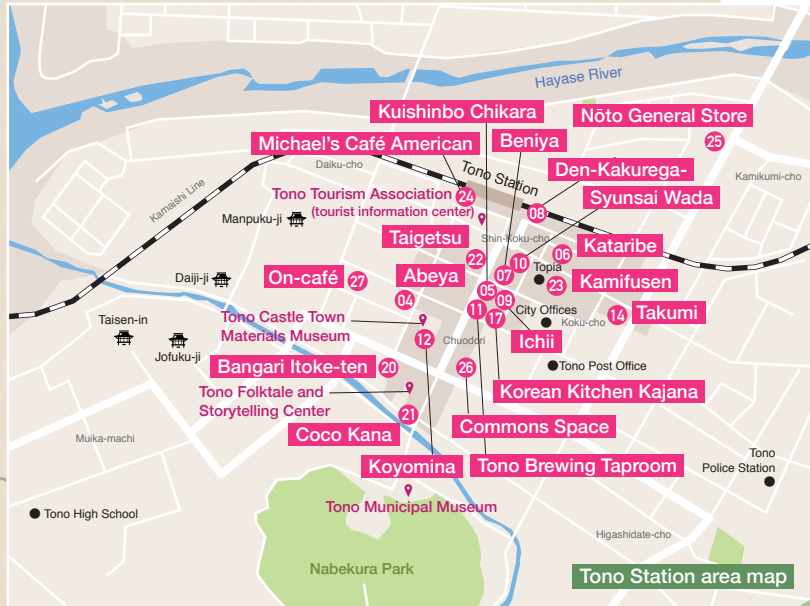 Hayase River
Kuishinbo Chikara
Nōto General Store
Michael's Café American
Beniya
25
Daiku-cho
Tono Station
Den-Kakurega-
Kamikumi-cho
Kamaishi Line
Tono Tourism Association
(tourist information center)
24
Syunsai Wada
Manpuku-ji
08
Taigetsu
Shin-Koku-cho
Kataribe
22
10
06
Daiji-ji
On-café
27
Abeya
04
07
Topia
23
Kamifusen
05
09
Taisen-in
Jofuku-ji
Tono Castle Town
Materials Museum
11
17
City Offices
Koku-cho
14
Takumi
12
Chuodori
Ichii
Bangari Itoke-ten
20
26
Tono Post Office
Tono Folktale and
Storytelling Center
Korean Kitchen Kajana
21
Coco Kana
Commons Space
Muika-machi
Koyomina
Tono Brewing Taproom
Tono
Police Station
Tono High School
Tono Municipal Museum
Higashidate-cho
Nabekura Park
Tono Station area map